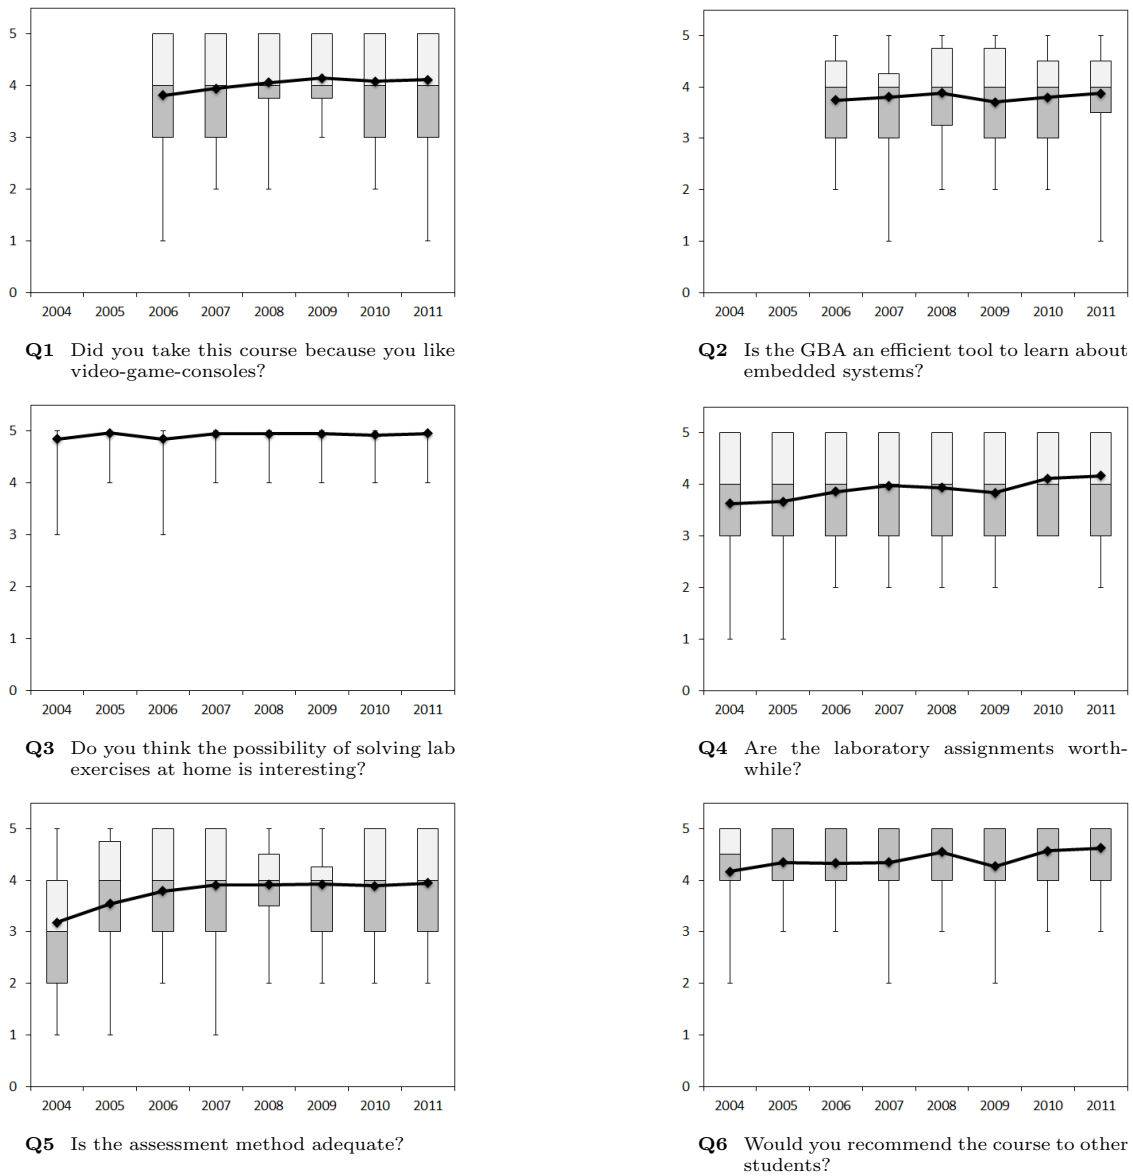 5
4
3
2
1
0
2004 2005 2006 2007 2008 2009 2010 2011
Q1 Did you take this course because you like
video-game-consoles?
5
4
3
2
1
0
2004 2005 2006 2007 2008 2009 2010 2011
Q2 Is the GBA an efficient tool to learn about
embedded systems?
5
4
3
2
1
0
2004 2005 2006 2007 2008 2009 2010 2011
Q3 Do you think the possibility of solving lab
exercises at home is interesting?
5
4
3
2
1
0
2004 2005 2006 2007 2008 2009 2010 2011
Q4 Are the laboratory assignments worth-
while?
5
4
3
2
1
0
2004 2005 2006 2007 2008 2009 2010 2011
Q5 Is the assessment method adequate?
5
4
3
2
1
0
2004 2005 2006 2007 2008 2009 2010 2011
Q6 Would you recommend the course to other
students?